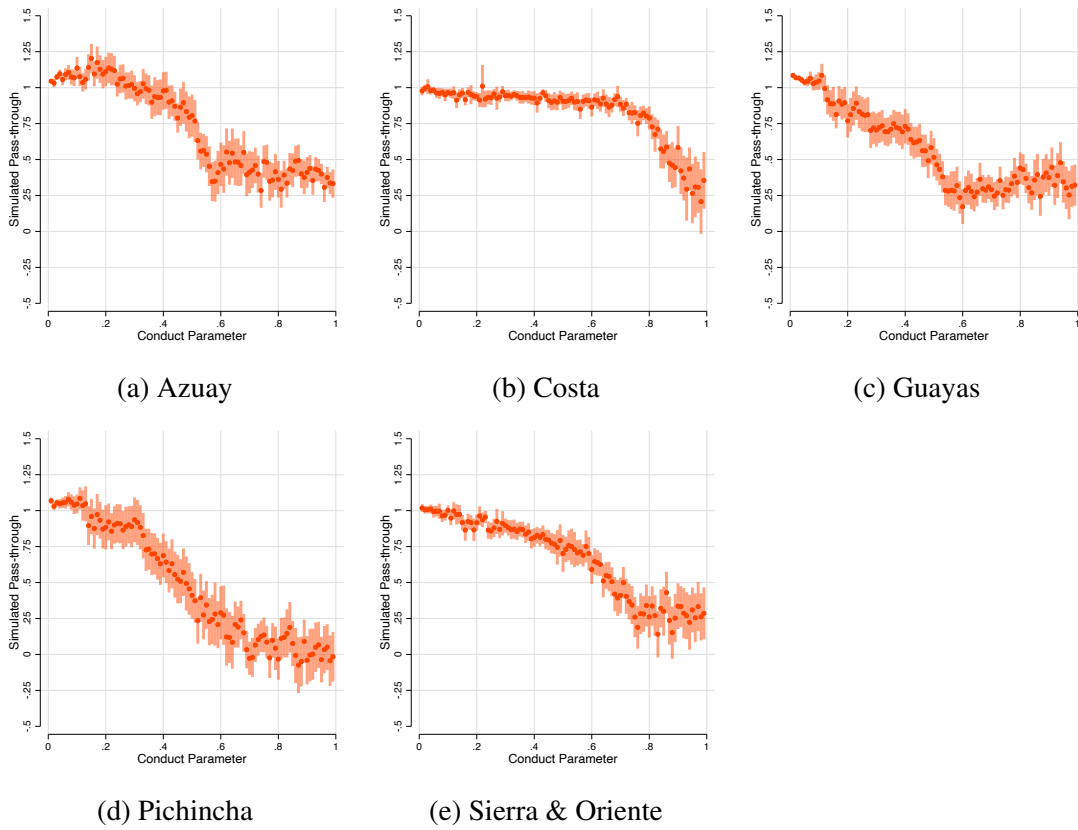 1.5
1.25
1
.75
.5
.25
0
-.25
-.5
Simulated Pass-through
0 .2 .4 .6 .8 1
Conduct Parameter
(a) Azuay
1.5
1.25
1
.75
.5
.25
0
-.25
-.5
Simulated Pass-through
0 .2 .4 .6 .8 1
Conduct Parameter
(b) Costa
1.5
1.25
1
.75
.5
.25
0
-.25
-.5
Simulated Pass-through
0 .2 .4 .6 .8 1
Conduct Parameter
(c) Guayas
1.5
1.25
1
.75
.5
.25
0
-.25
-.5
Simulated Pass-through
0 .2 .4 .6 .8 1
Conduct Parameter
(d) Pichincha
1.5
1.25
1
.75
.5
.25
0
-.25
-.5
Simulated Pass-through
0 .2 .4 .6 .8 1
Conduct Parameter
(e) Sierra & Oriente